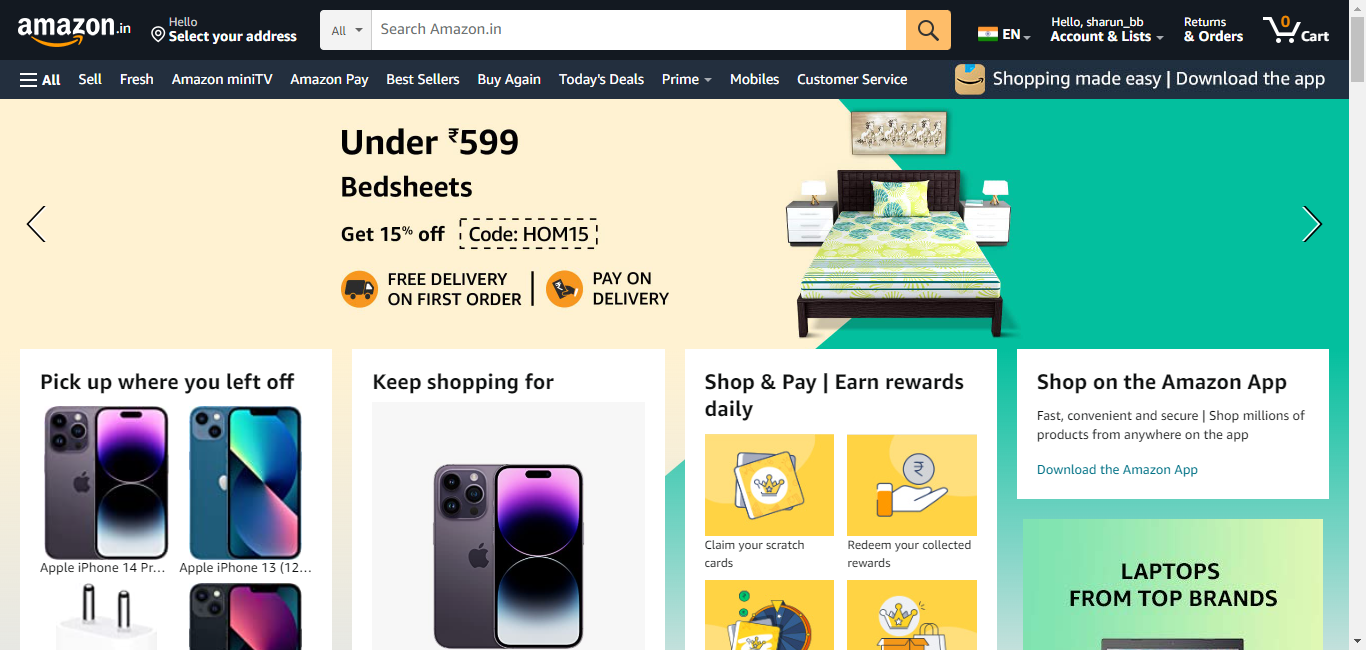 amazon.in
Hello
Select your address
All
Search Amazon.in
EN
Hello, sharun_bb
Account & Lists
Returns
& Orders
0
Cart
All
Sell
Fresh
Amazon miniTV
Amazon Pay
Best Sellers
Buy Again
Today's Deals
Prime
Mobiles
Customer Service
Shopping made easy | Download the app
Under ₹599
Bedsheets
Get 15% off
Code: HOM15
FREE DELIVERY
ON FIRST ORDER
PAY ON
DELIVERY
Pick up where you left off
Apple iPhone 14 Pr...
Apple iPhone 13 (12...
Keep shopping for
Shop & Pay | Earn rewards
daily
₹
Claim your scratch
cards
Redeem your collected
rewards
Shop on the Amazon App
Fast, convenient and secure | Shop millions of
products from anywhere on the app
Download the Amazon App
LAPTOPS
FROM TOP BRANDS